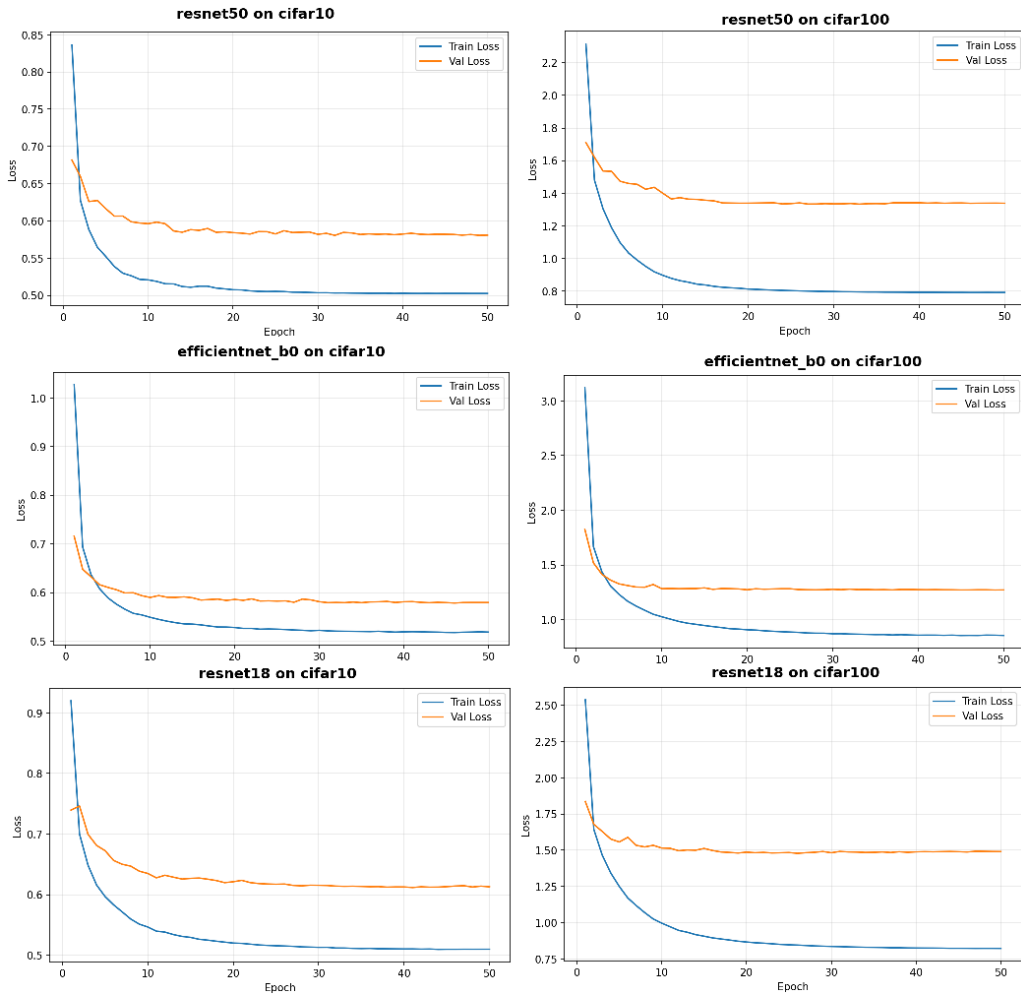 resnet50 on cifar10
0.85
0.80
0.75
0.70
0.65
0.60
0.55
0.50
Loss
Train Loss
Val Loss
0 10 20 30 40 50
Epoch
resnet50 on cifar100
2.2
2.0
1.8
1.6
1.4
1.2
1.0
0.8
Loss
Train Loss
Val Loss
0 10 20 30 40 50
Epoch
efficientnet_b0 on cifar10
1.0
0.9
0.8
0.7
0.6
0.5
Loss
Train Loss
Val Loss
0 10 20 30 40 50
efficientnet_b0 on cifar100
3.0
2.5
2.0
1.5
1.0
Loss
Train Loss
Val Loss
0 10 20 30 40 50
resnet18 on cifar10
0.9
0.8
0.7
0.6
0.5
Loss
Train Loss
Val Loss
0 10 20 30 40 50
Epoch
resnet18 on cifar100
2.50
2.25
2.00
1.75
1.50
1.25
1.00
0.75
Loss
Train Loss
Val Loss
0 10 20 30 40 50
Epoch